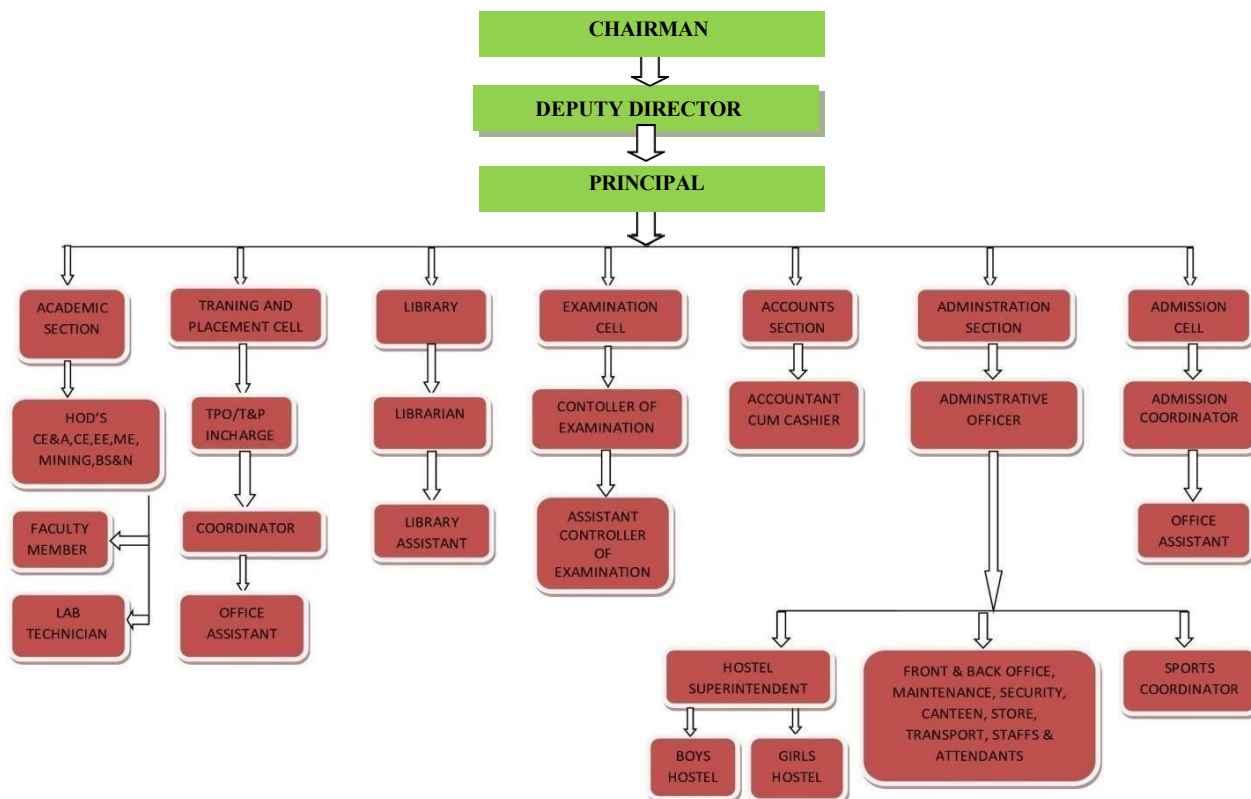 CHAIRMAN
DEPUTY DIRECTOR
PRINCIPAL
ACADEMIC
SECTION
TRANING AND
PLACEMENT CELL
LIBRARY
EXAMINATION
CELL
ACCOUNTS
SECTION
ADMINSTRATION
SECTION
ADMISSION
CELL
HOD'S
CE&A,CE,EE,ME,
MINING,BS&N
TPO/T&P
INCHARGE
LIBRARIAN
CONTOLLER OF
EXAMINATION
ACCOUNTANT
CUM CASHIER
ADMINSTRATIVE
OFFICER
ADMISSION
COORDINATOR
FACULTY
MEMBER
COORDINATOR
LIBRARY
ASSISTANT
ASSISTANT
CONTROLLER
OF
EXAMINATION
OFFICE
ASSISTANT
LAB
TECHNICIAN
OFFICE
ASSISTANT
HOSTEL
SUPERINTENDENT
FRONT & BACK OFFICE,
MAINTENANCE, SECURITY,
CANTEEN, STORE,
TRANSPORT, STAFFS &
ATTENDANTS
SPORTS
COORDINATOR
BOYS
HOSTEL
GIRLS
HOSTEL